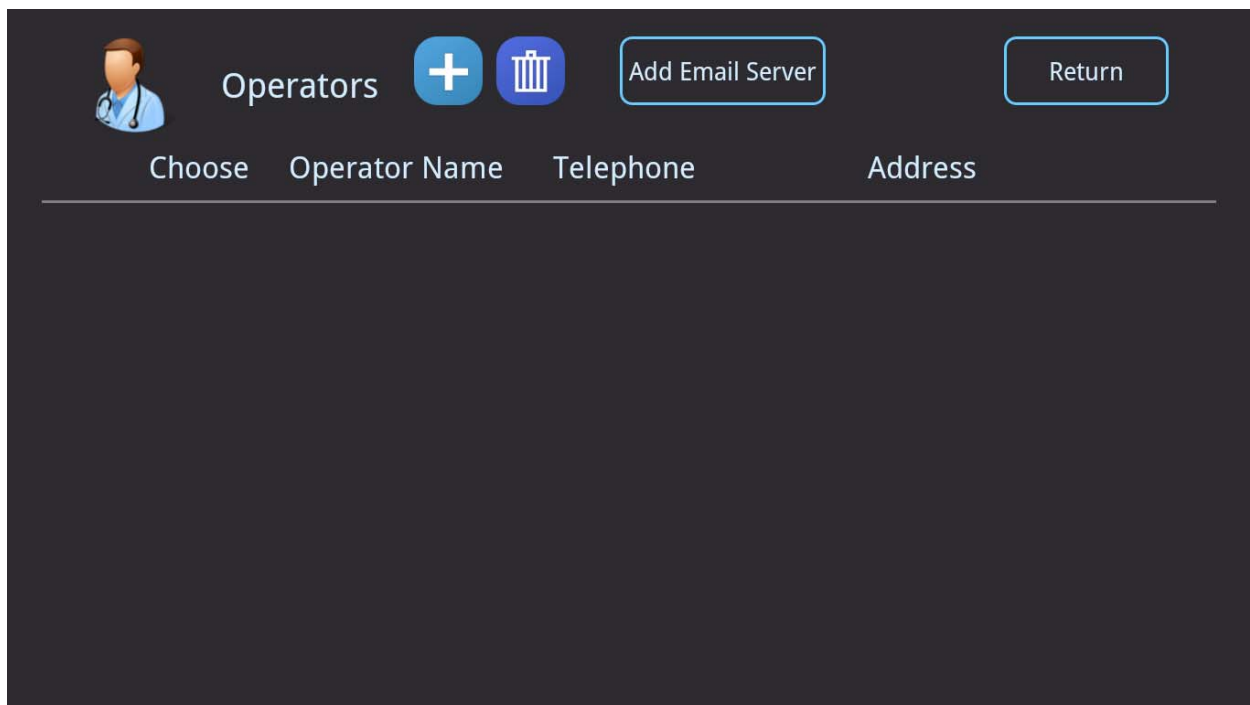 Operators
Add Email Server
Return
Choose Operator Name Telephone Address